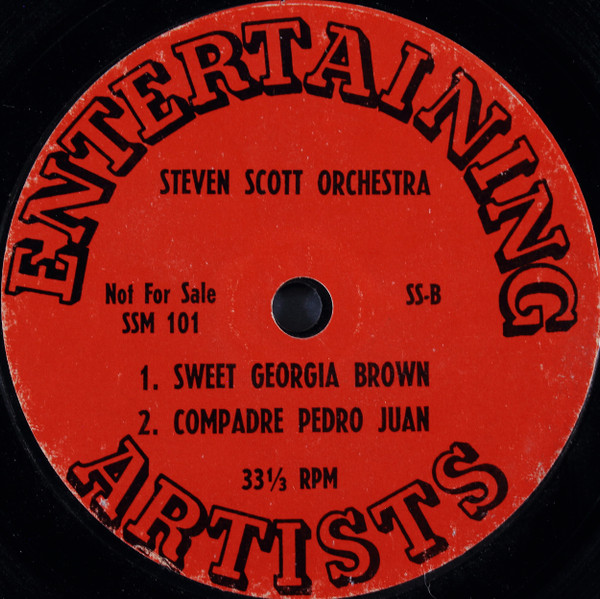 ENTERTAINING
STEVEN SCOTT ORCHESTRA
Not For Sale
SSM 101
SS-B
1. SWEET GEORGIA BROWN
2. COMPADRE PEDRO JUAN
33⅓ RPM
ARTISTS